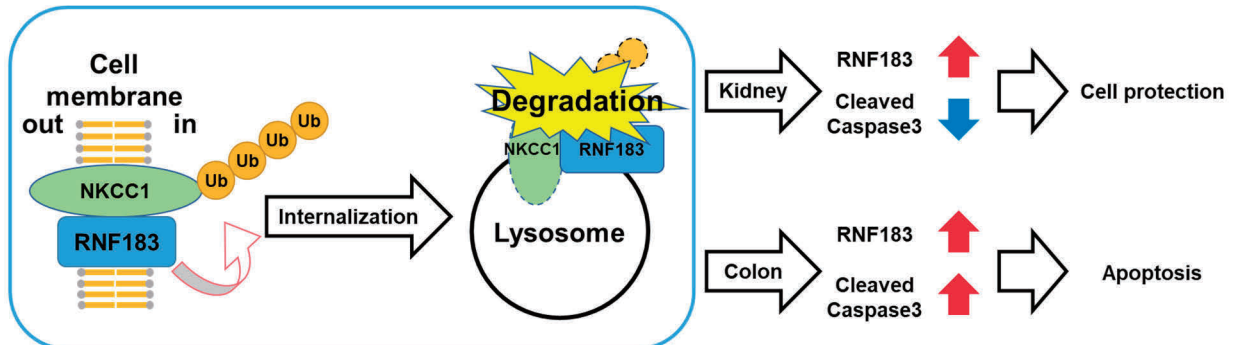 Cell
membrane
out in
Ub
Ub
Ub
Ub
NKCC1
RNF183
Internalization
Degradation
NKCC1
RNF183
Lysosome
Kidney
RNF183
Cleaved
Caspase3
Cell protection
Colon
RNF183
Cleaved
Caspase3
Apoptosis